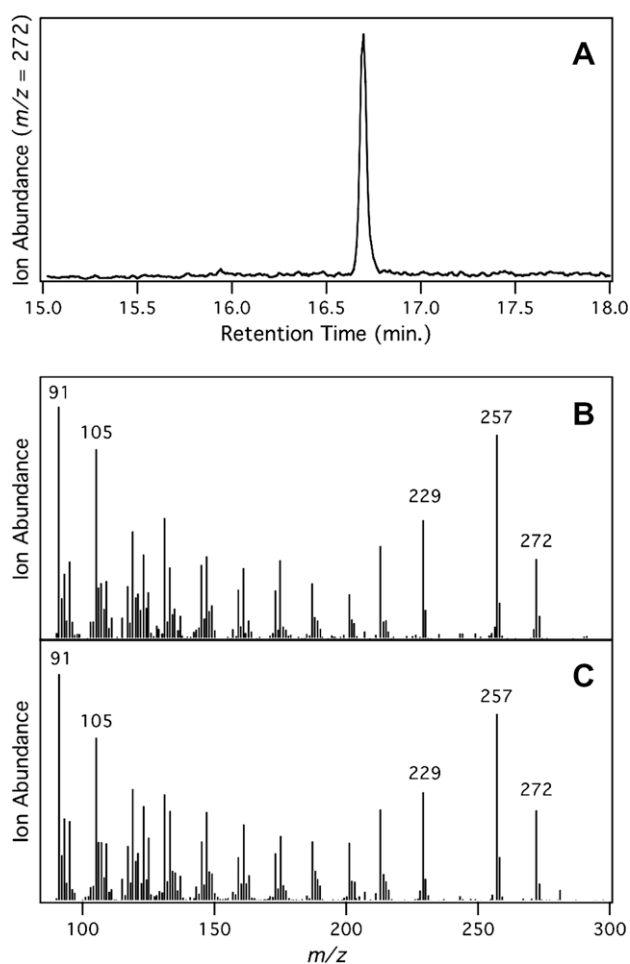 Ion Abundance (m/z = 272)
A
15.0 15.5 16.0 16.5 17.0 17.5 18.0
Retention Time (min.)
Ion Abundance
B
91
105
229
257
272
Ion Abundance
C
91
105
229
257
272
100 150 200 250 300
m/z